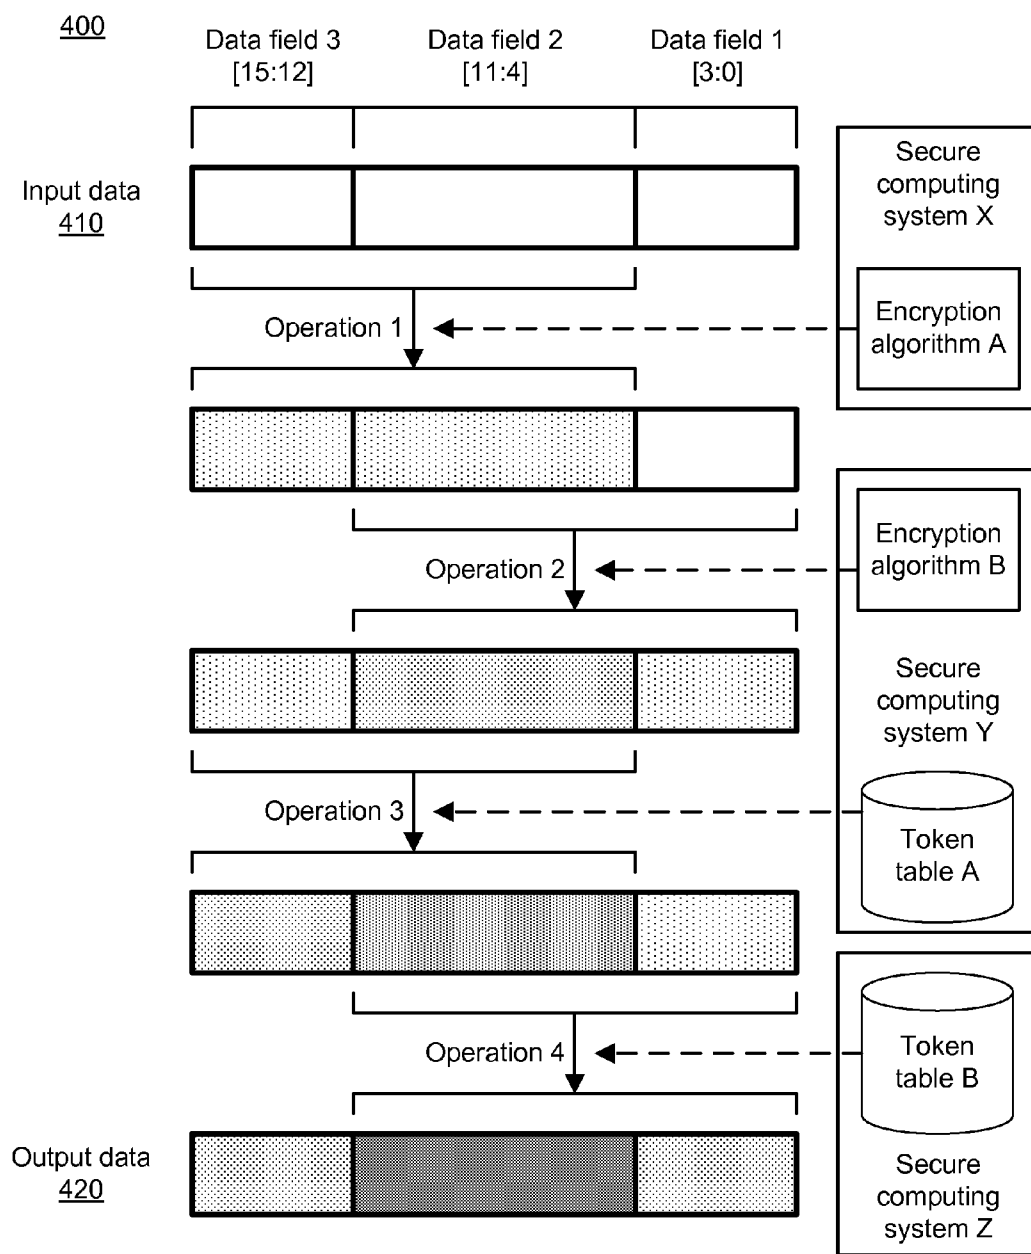 400
Data field 3
[15:12]
Data field 2
[11:4]
Data field 1
[3:0]
Input data
410
Secure
computing
system X
Encryption
algorithm A
Operation 1
Encryption
algorithm B
Operation 2
Secure
computing
system Y
Operation 3
Token
table A
Operation 4
Token
table B
Output data
420
Secure
computing
system Z